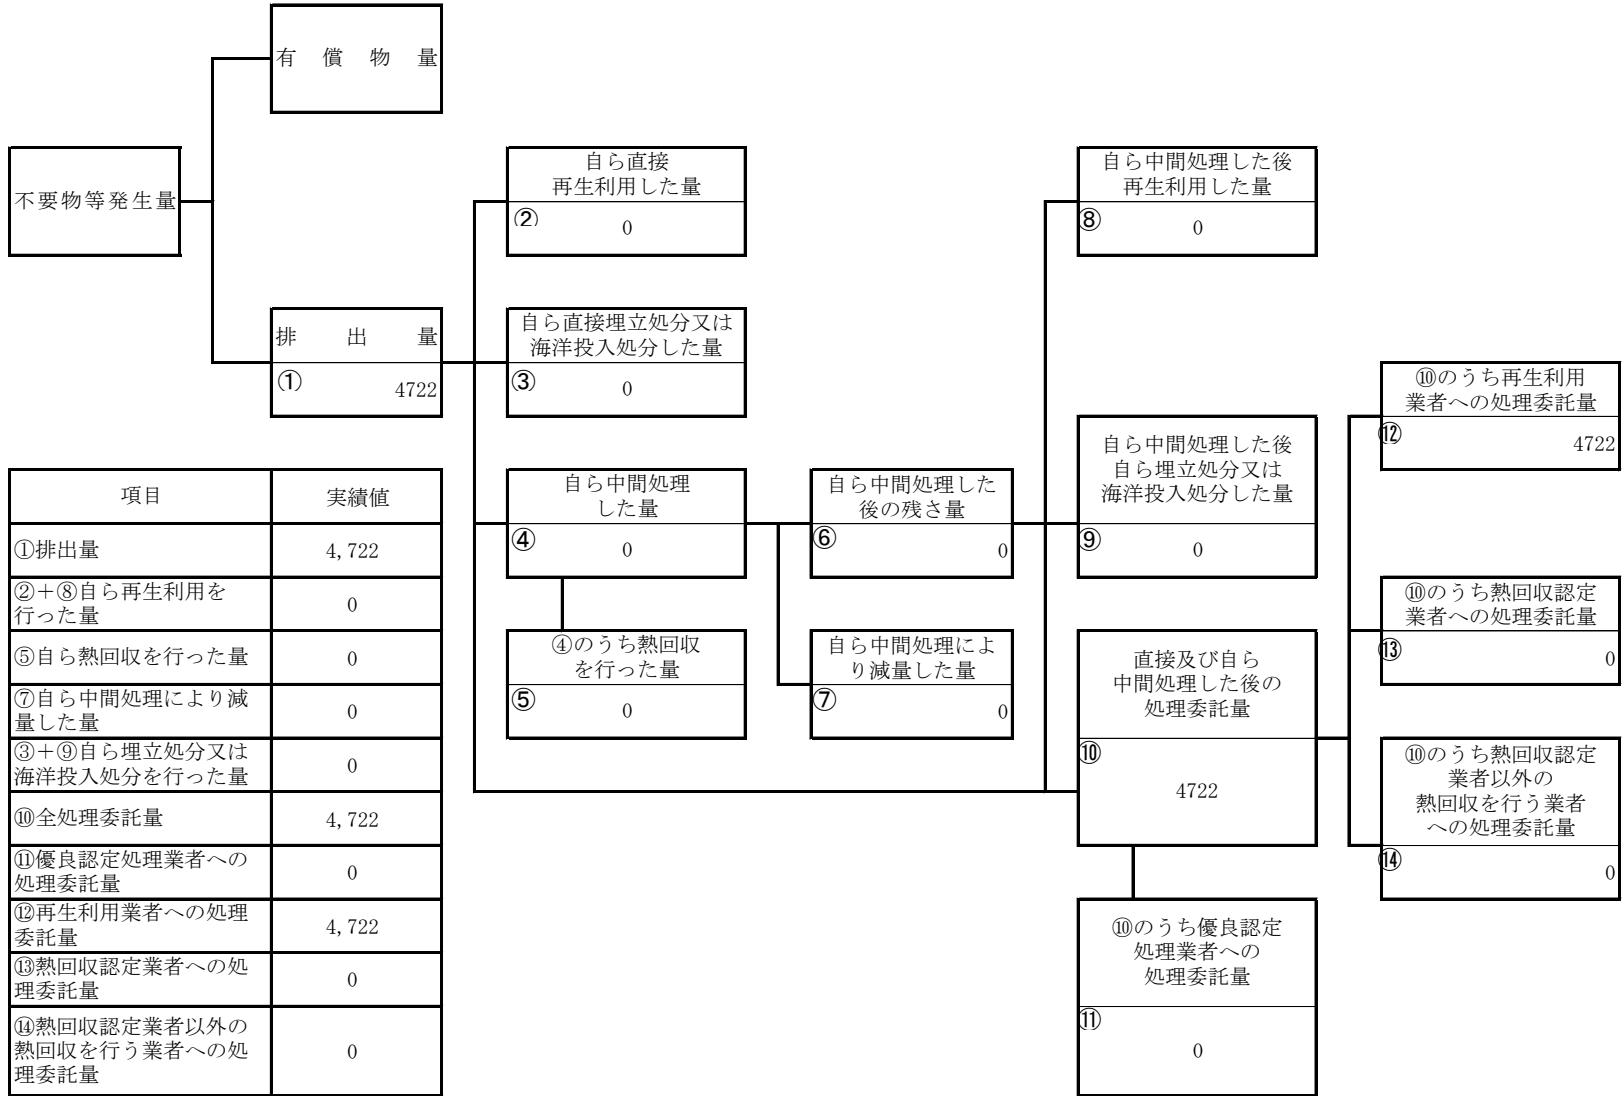 有償物量
不要物等発生量
排出量
① 4722
自ら直接
再生利用した量
② 0
自ら直接埋立処分又は
海洋投入処分した量
③ 0
自ら中間処理
した量
④ 0
④のうち熱回収
を行った量
⑤ 0
自ら中間処理した
後の残さ量
⑥ 0
自ら中間処理によ
り減量した量
⑦ 0
自ら中間処理した後
再生利用した量
⑧ 0
自ら中間処理した後
自ら埋立処分又は
海洋投入処分した量
⑨ 0
直接及び自ら
中間処理した後の
処理委託量
⑩
4722
⑩のうち優良認定
処理業者への
処理委託量
⑪
0
⑩のうち再生利用
業者への処理委託量
⑫ 4722
⑩のうち熱回収認定
業者への処理委託量
⑬ 0
⑩のうち熱回収認定
業者以外の
熱回収を行う業者
への処理委託量
⑭ 0
項目 実績値
①排出量 4,722
②+⑧自ら再生利用を
行った量 0
⑤自ら熱回収を行った量 0
⑦自ら中間処理により減
量した量 0
③+⑨自ら埋立処分又は
海洋投入処分を行った量 0
⑩全処理委託量 4,722
⑪優良認定処理業者への
処理委託量 0
⑫再生利用業者への処理
委託量 4,722
⑬熱回収認定業者への処
理委託量 0
⑭熱回収認定業者以外の
熱回収を行う業者への処
理委託量 0